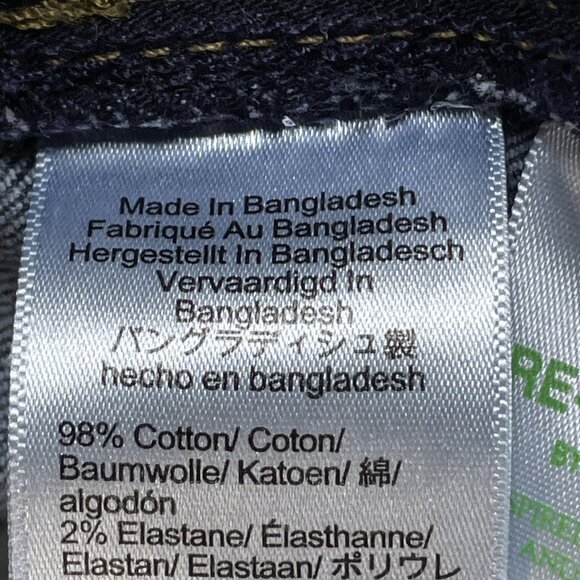 Made In Bangladesh
Fabriqué Au Bangladesh
Hergestellt In Bangladesch
Vervaardigd In
Bangladesh
バングラディシュ製
hecho en bangladesh
98% Cotton/ Coton/
Baumwolle/ Katoen/ 綿/
algodón
2% Elastane/ Élasthanne/
Elastan/ Elastaan/ ポリウレ
RE-
BY